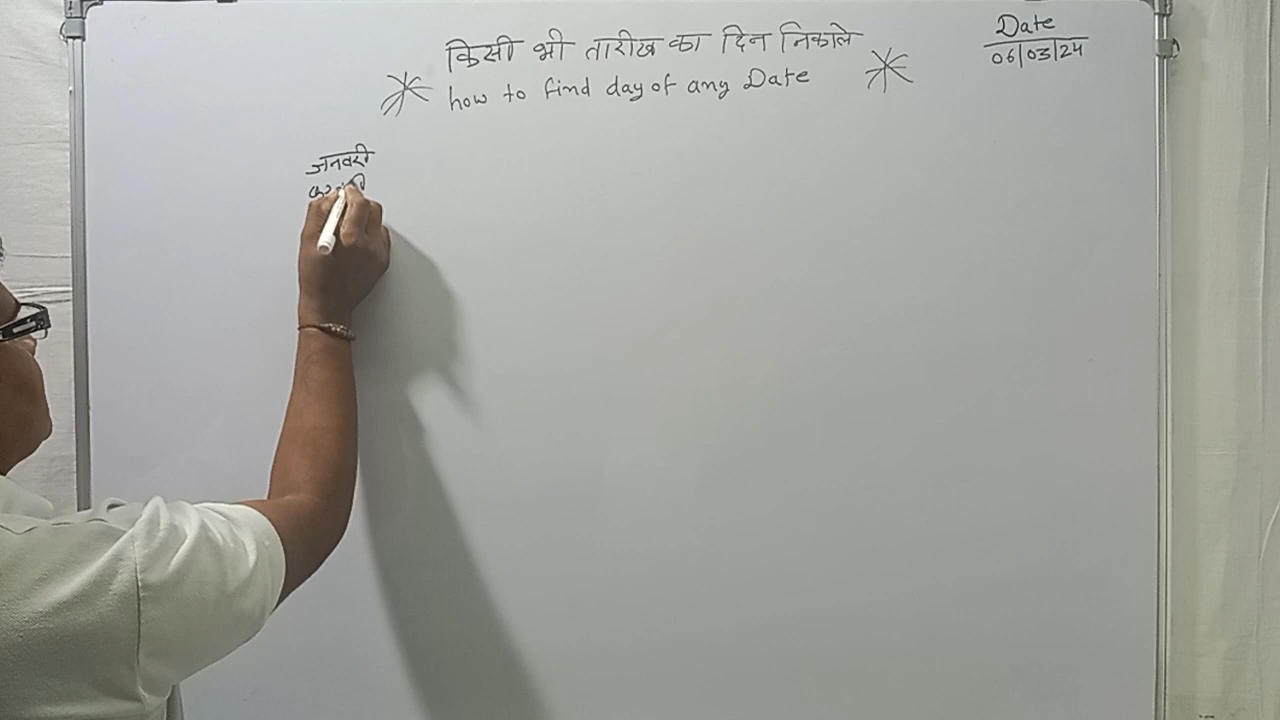 किसी भी तारीख का दिन निकाले
how to find day of any Date
Date
06/03/24
जनवरी